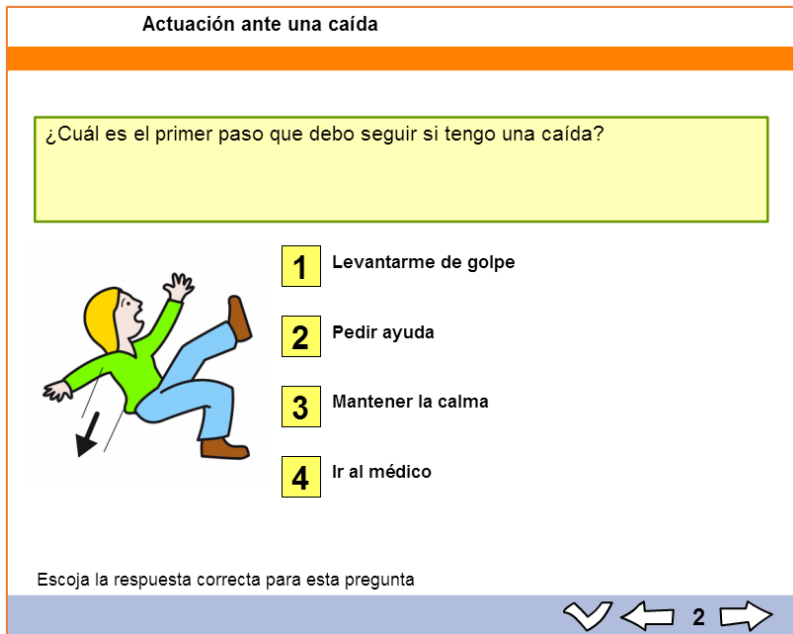 Actuación ante una caída
¿Cuál es el primer paso que debo seguir si tengo una caída?
1 Levantarme de golpe
2 Pedir ayuda
3 Mantener la calma
4 Ir al médico
Escoja la respuesta correcta para esta pregunta
2